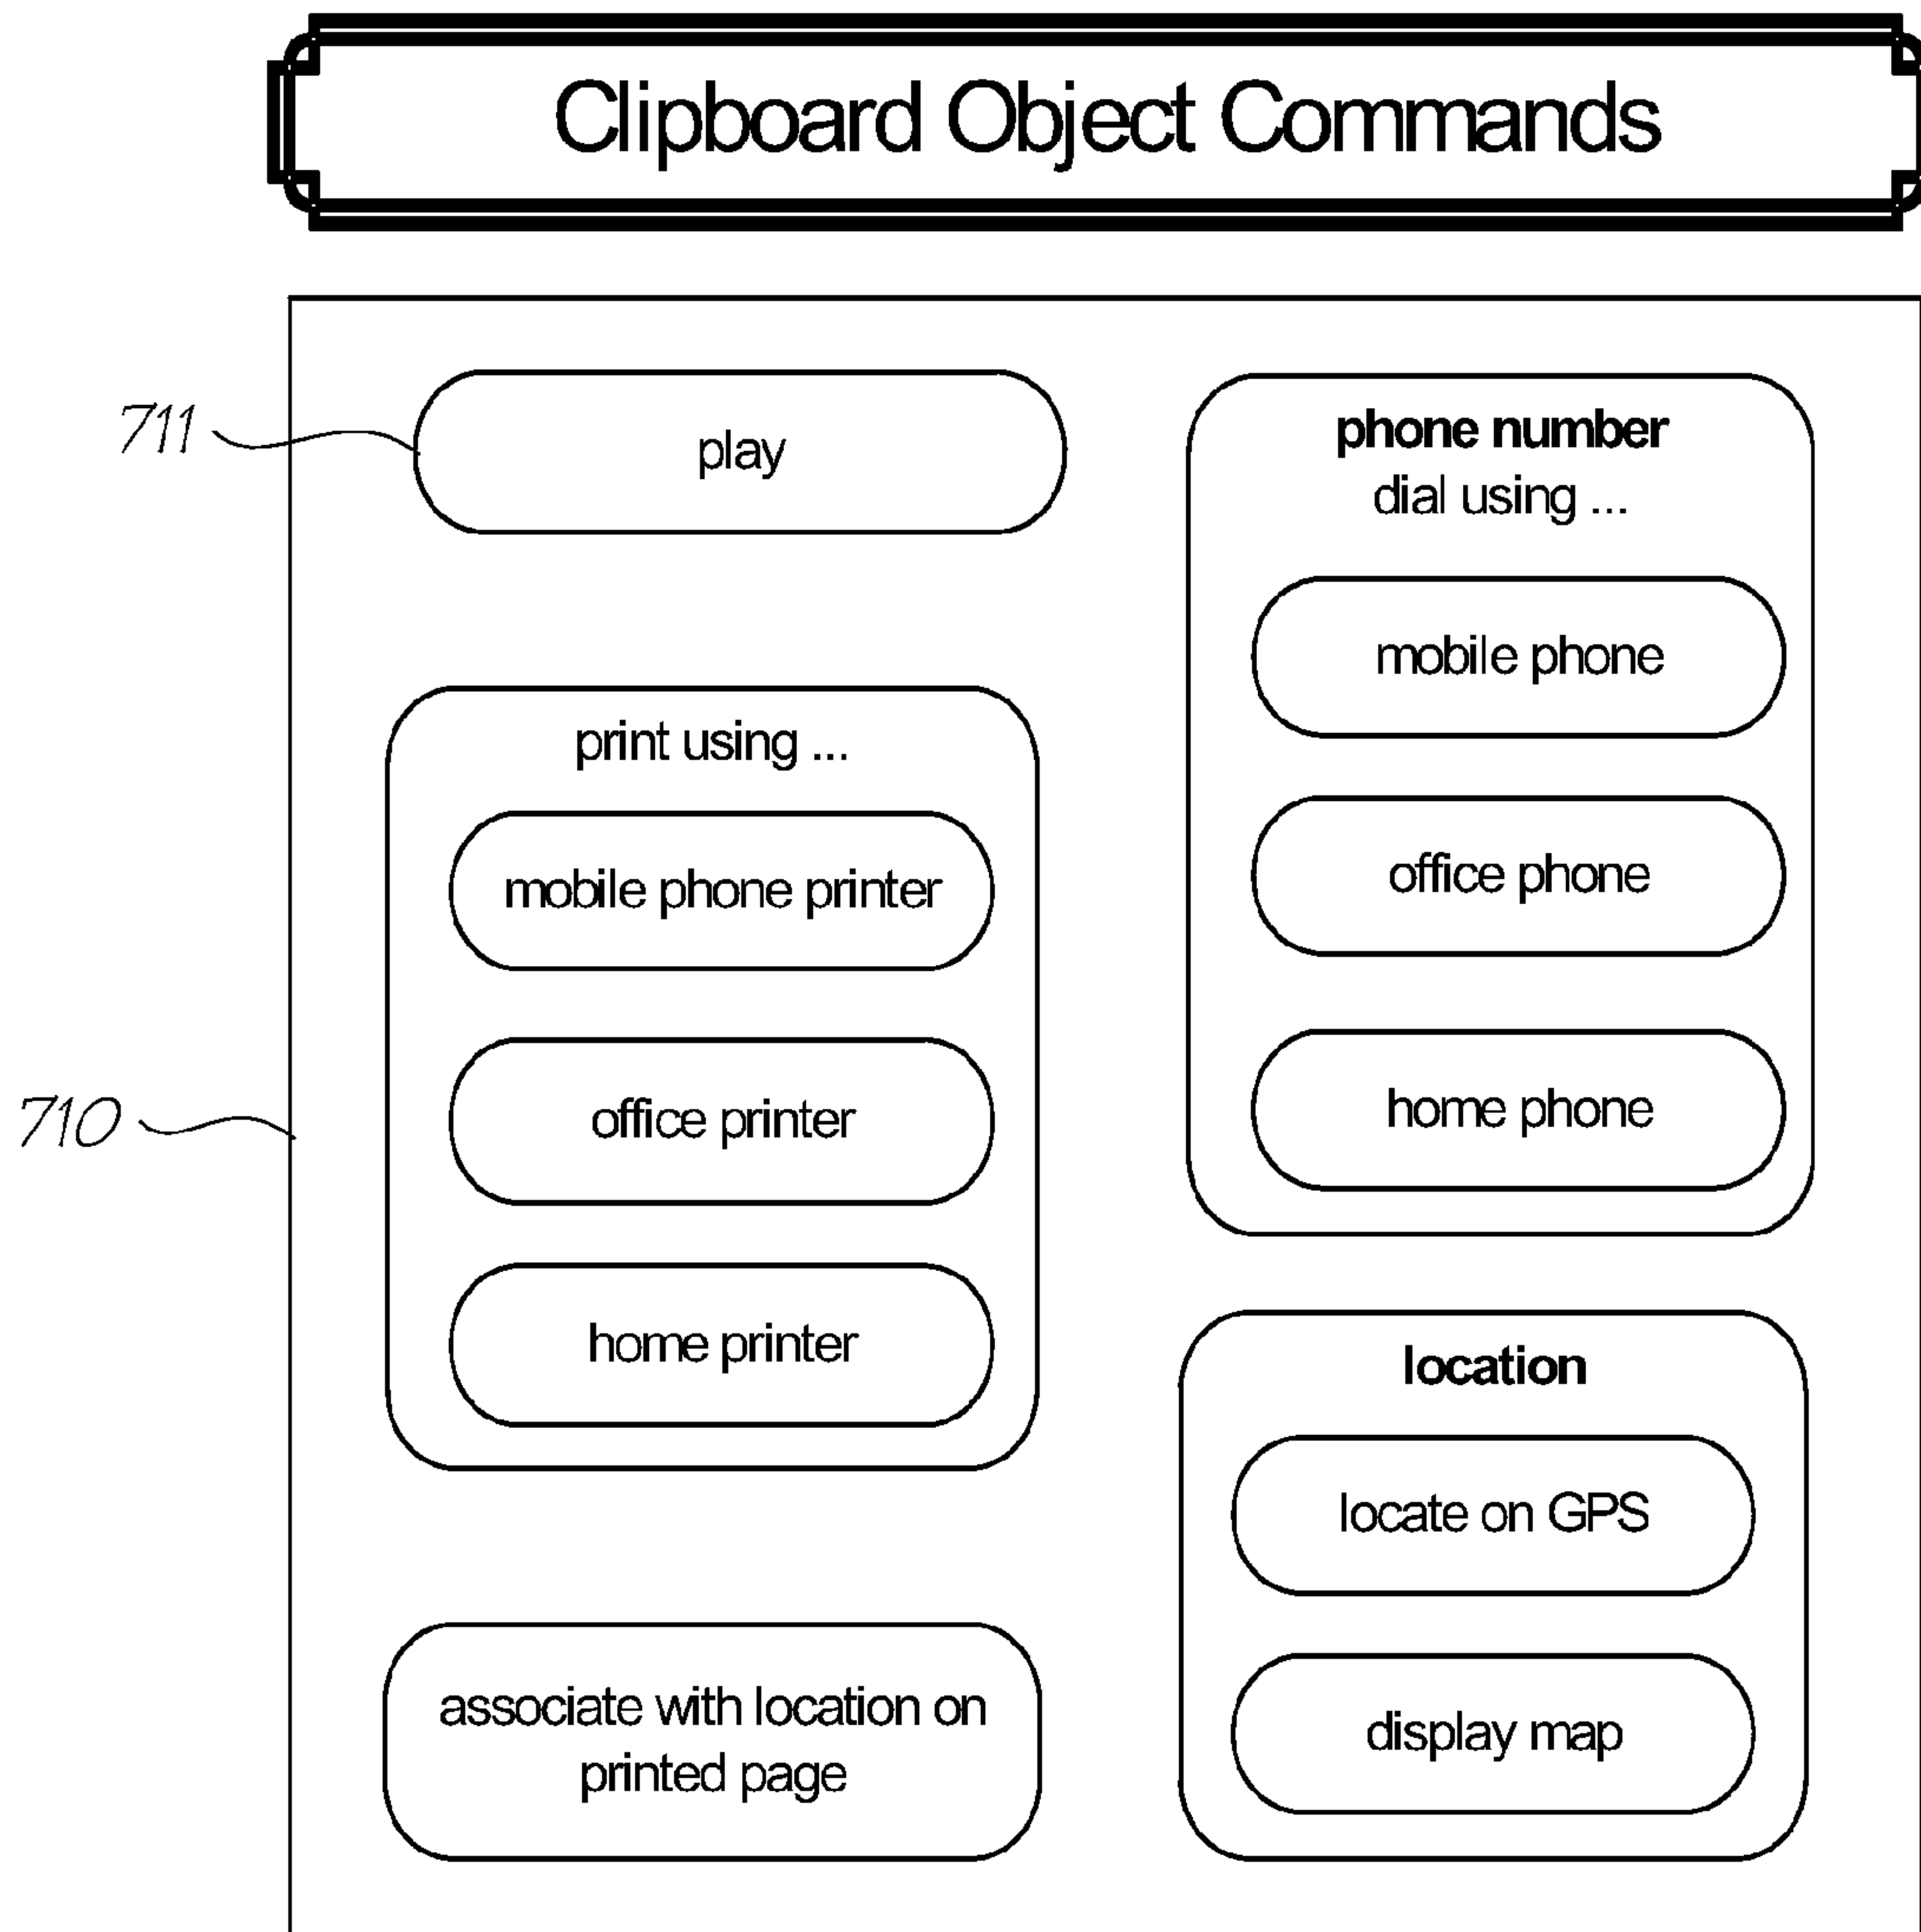 Clipboard Object Commands
711
play
print using ...
mobile phone printer
office printer
home printer
710
associate with location on
printed page
phone number
dial using ...
mobile phone
office phone
home phone
location
locate on GPS
display map